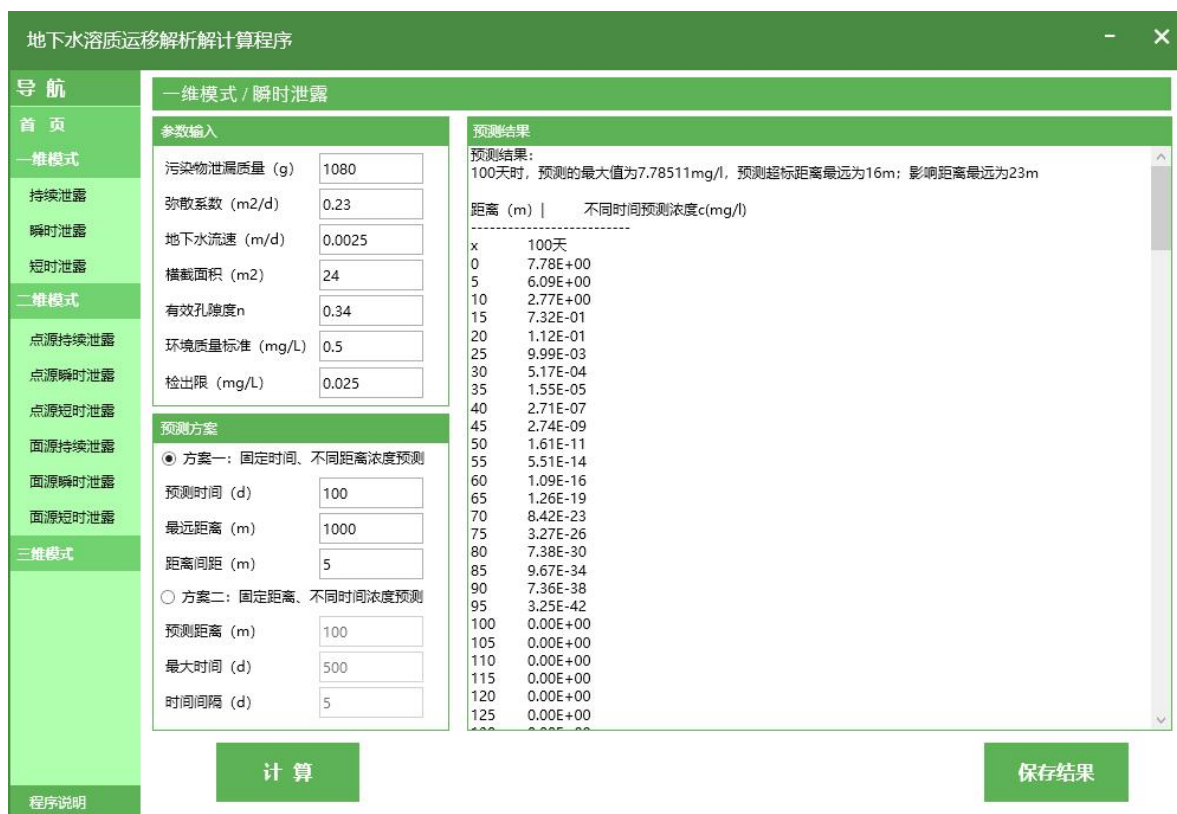 地下水溶质运移解析解计算程序
导 航
首 页
一维模式
持续泄露
瞬时泄露
短时泄露
二维模式
点源持续泄露
点源瞬时泄露
点源短时泄露
面源持续泄露
面源瞬时泄露
面源短时泄露
三维模式
程序说明
一维模式 / 瞬时泄露
参数输入
污染物泄漏质量（g） 1080
弥散系数（m2/d） 0.23
地下水流速（m/d） 0.0025
横截面积（m2） 24
有效孔隙度n 0.34
环境质量标准（mg/L） 0.5
检出限（mg/L） 0.025
预测方案
方案一：固定时间、不同距离浓度预测
预测时间（d） 100
最远距离（m） 1000
距离间距（m） 5
方案二：固定距离、不同时间浓度预测
预测距离（m） 100
最大时间（d） 500
时间间隔（d） 5
计 算
预测结果
预测结果：
100天时，预测的最大值为7.78511mg/l，预测超标距离最远为16m；影响距离最远为23m
距离（m）| 不同时间预测浓度c(mg/l)
--------------------------
x 100天
0 7.78E+00
5 6.09E+00
10 2.77E+00
15 7.32E-01
20 1.12E-01
25 9.99E-03
30 5.17E-04
35 1.55E-05
40 2.71E-07
45 2.74E-09
50 1.61E-11
55 5.51E-14
60 1.09E-16
65 1.26E-19
70 8.42E-23
75 3.27E-26
80 7.38E-30
85 9.67E-34
90 7.36E-38
95 3.25E-42
100 0.00E+00
105 0.00E+00
110 0.00E+00
115 0.00E+00
120 0.00E+00
125 0.00E+00
保存结果